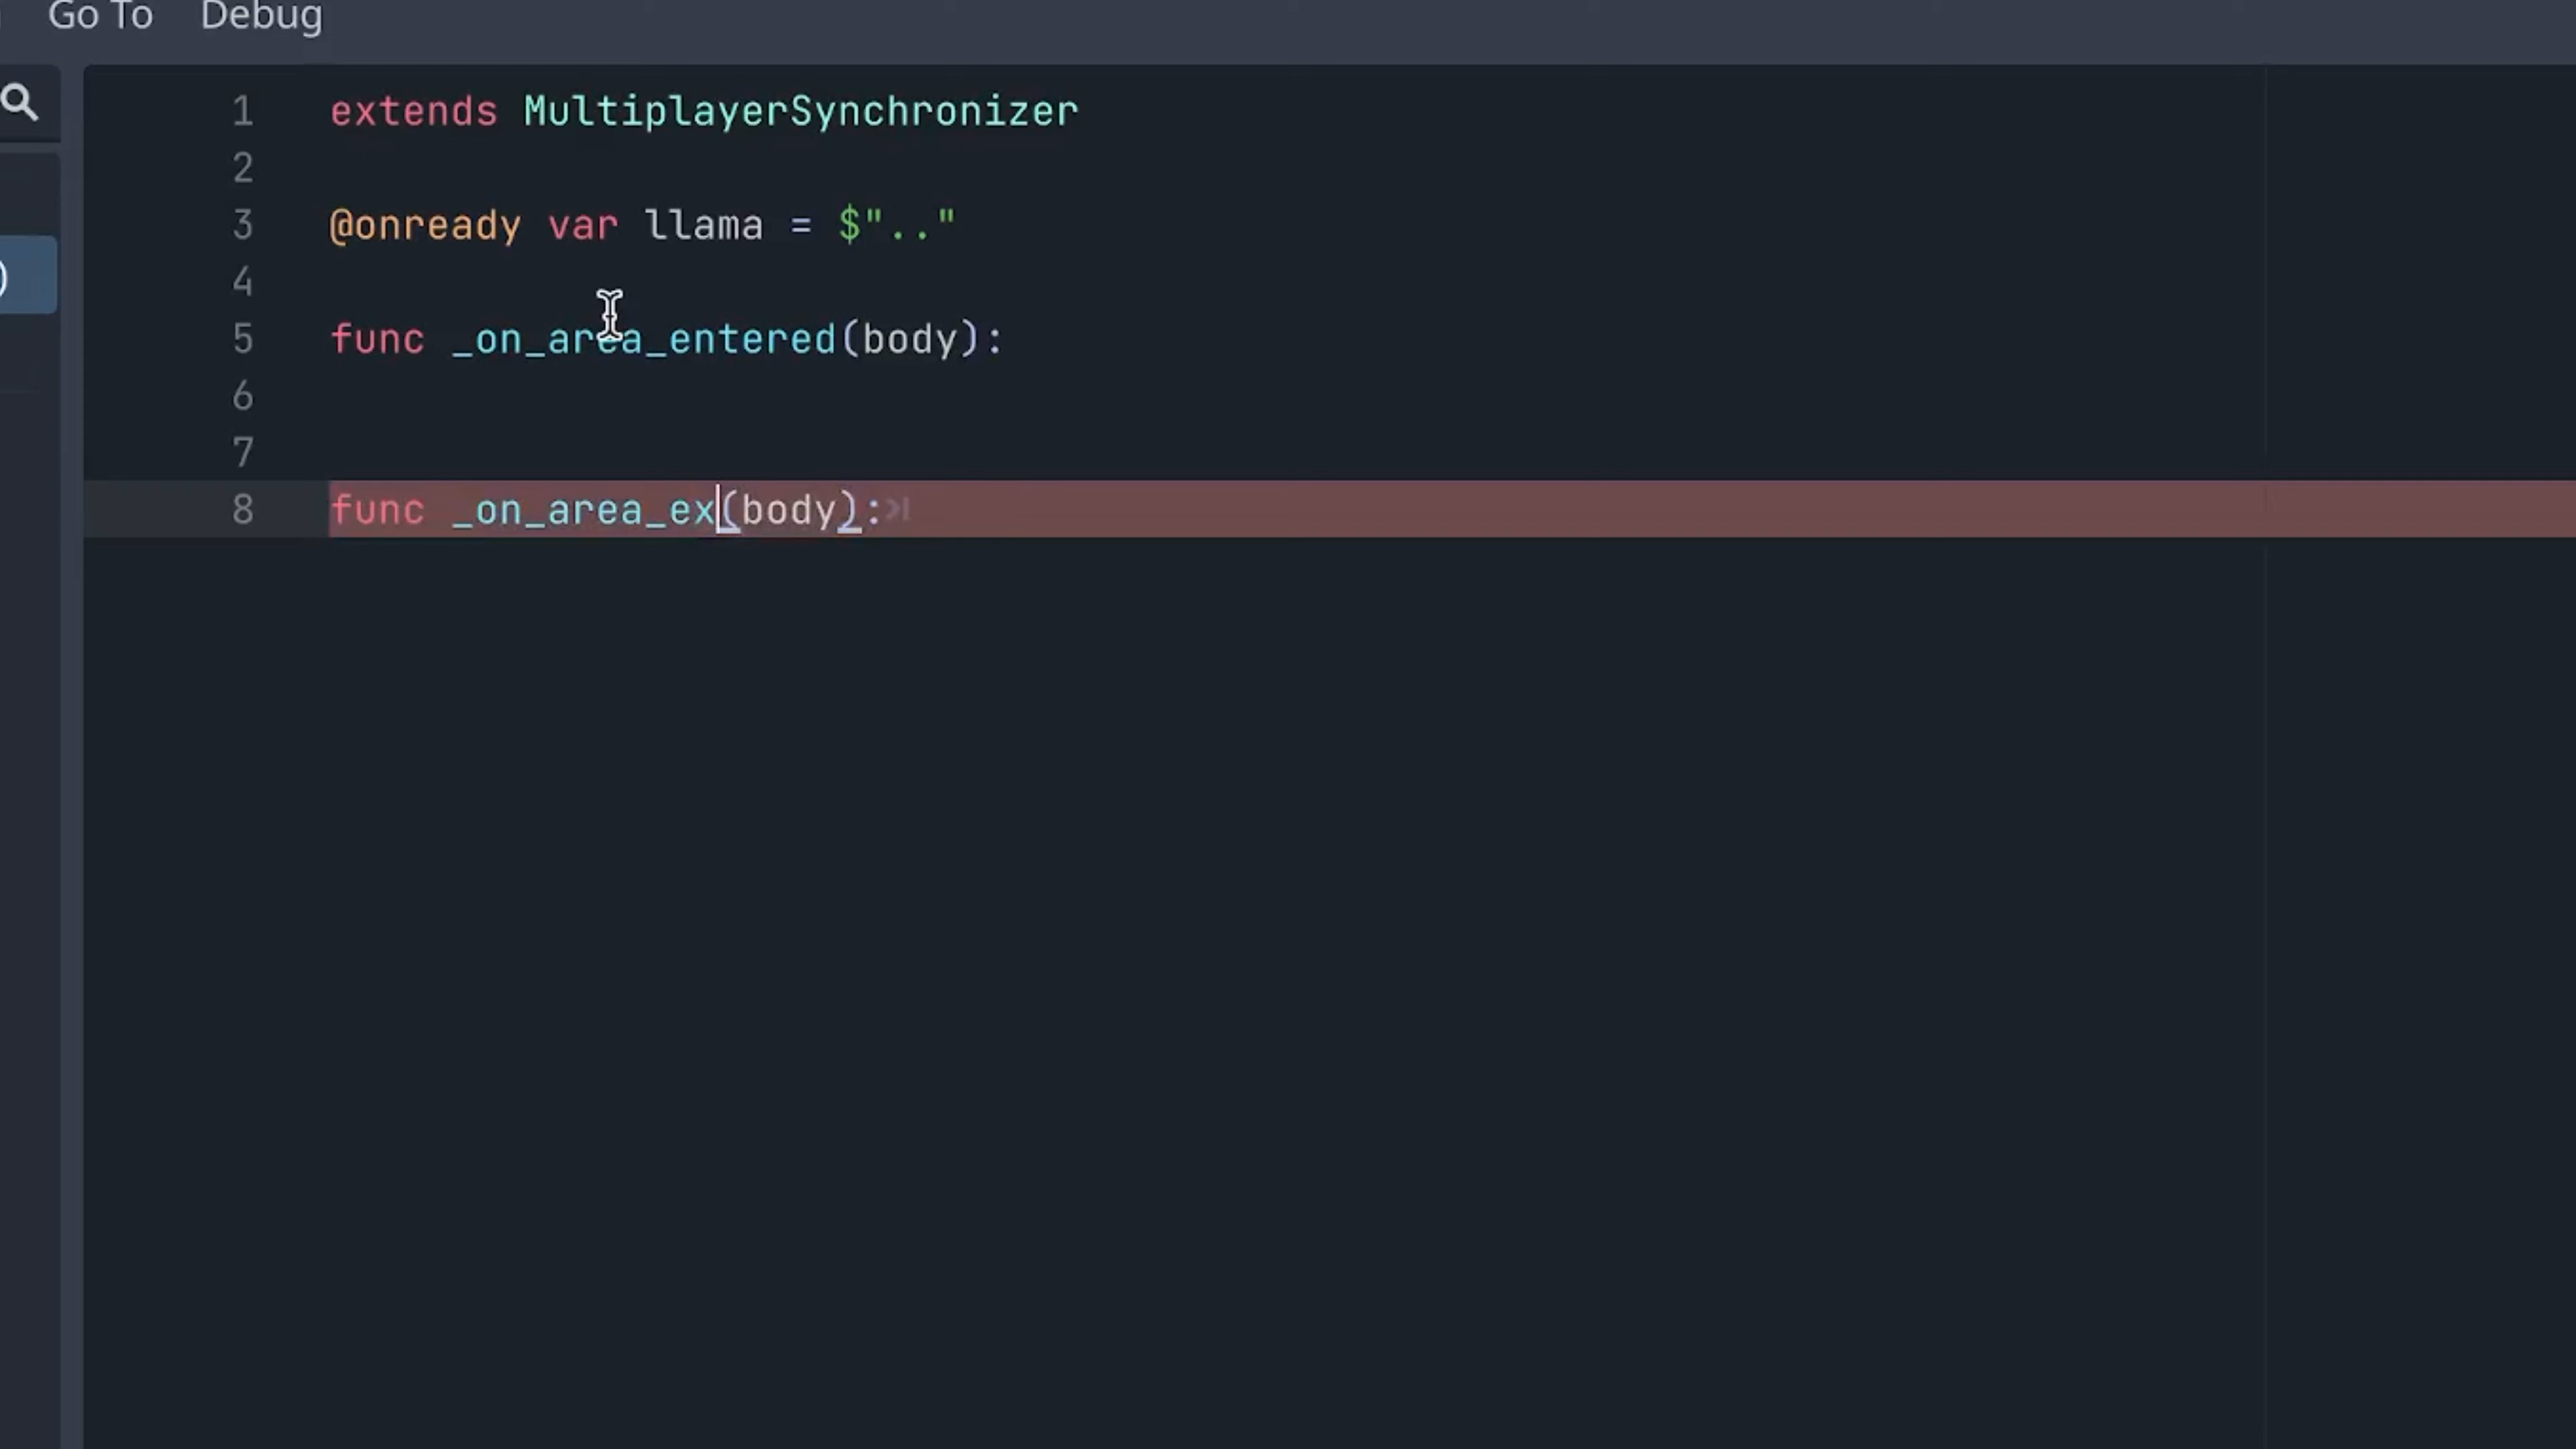 Go To Debug
1 extends MultiplayerSynchronizer
2
3 @onready var llama = $".."
4
5 func _on_area_entered(body):
6
7
8 func _on_area_ex(body):